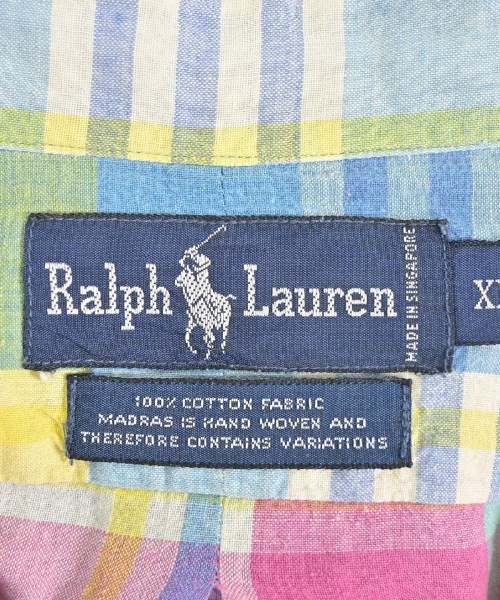 Ralph Lauren
MADE IN SINGAPORE
100% COTTON FABRIC
MADRAS IS HAND WOVEN AND
THEREFORE CONTAINS VARIATIONS